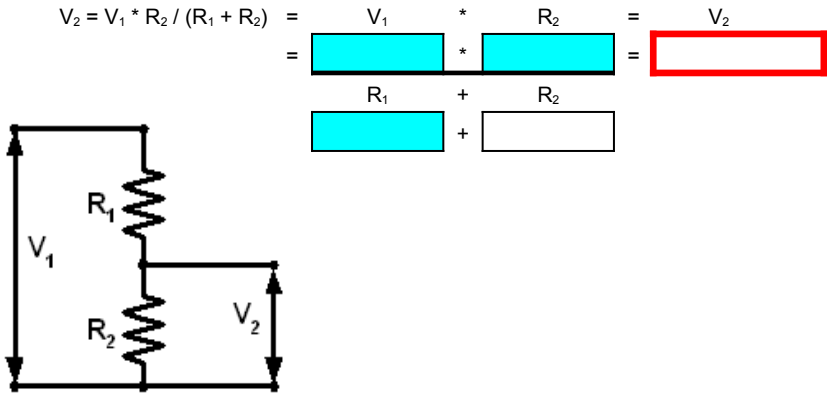 V₂ = V₁ * R₂ / (R₁ + R₂) = V₁ * R₂ = V₂
= * =
R₁ + R₂
+
R₁
V₁
V₂
R₂